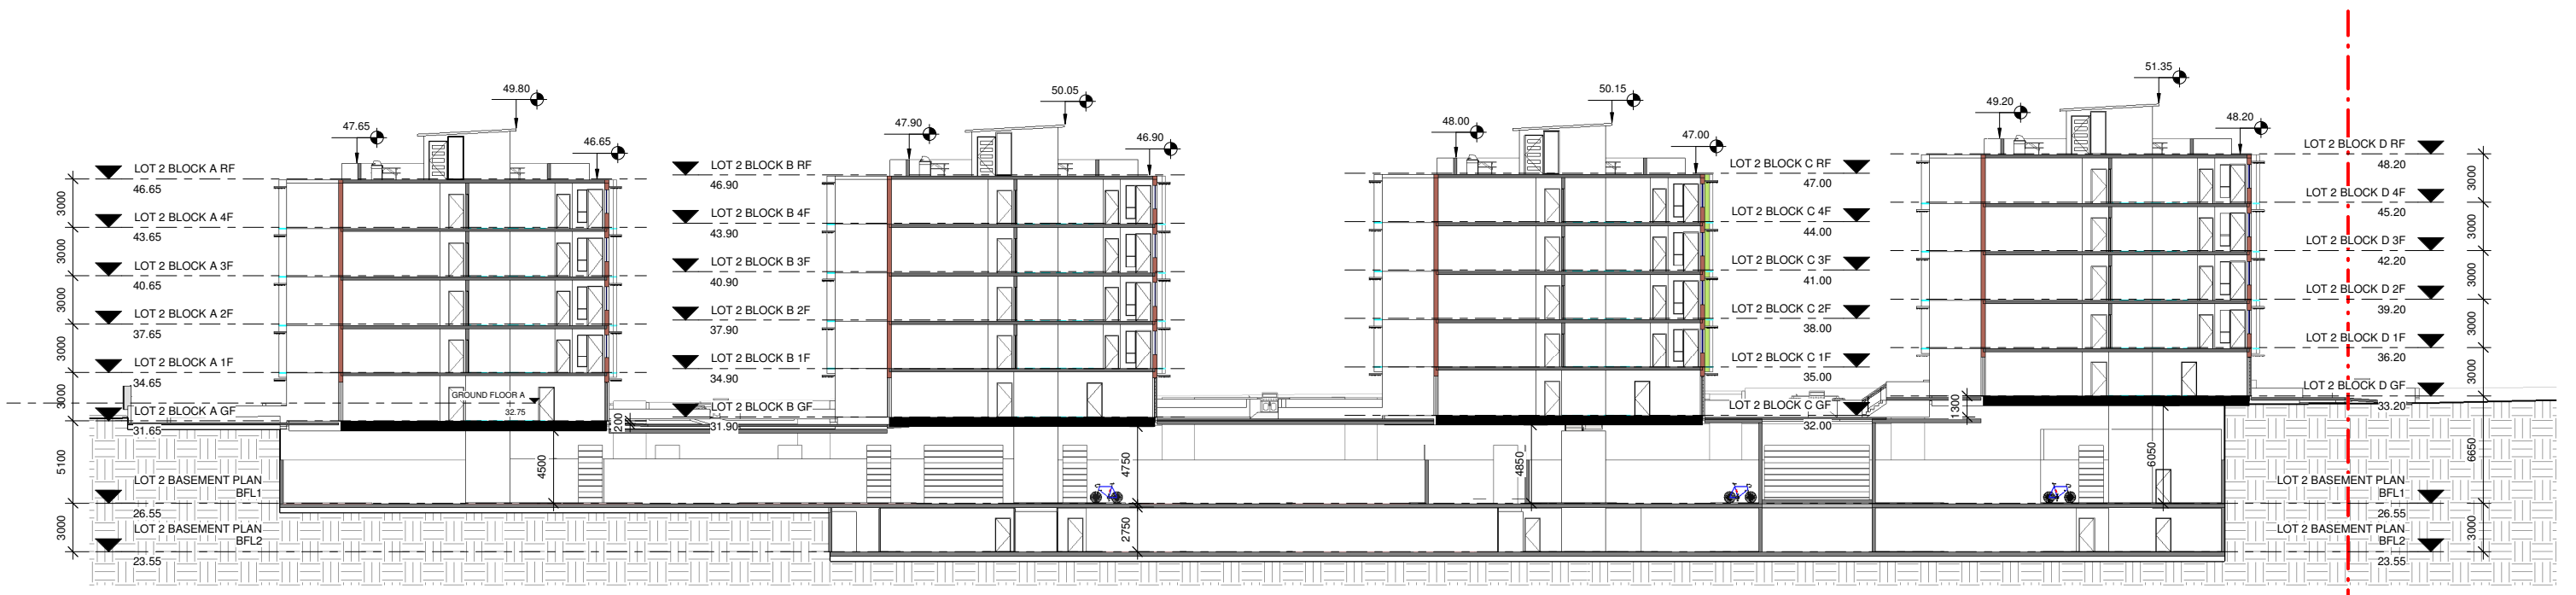 49.80
47.65
46.65
LOT 2 BLOCK A RF
46.65
LOT 2 BLOCK A 4F
43.65
LOT 2 BLOCK A 3F
40.65
LOT 2 BLOCK A 2F
37.65
LOT 2 BLOCK A 1F
34.65
LOT 2 BLOCK A GF
31.65
LOT 2 BASEMENT PLAN
BFL1
26.55
LOT 2 BASEMENT PLAN
BFL2
23.55
3000
3000
3000
3000
3000
5100
3000
GROUND FLOOR A
32.75
4500
50.05
47.90
46.90
LOT 2 BLOCK B RF
46.90
LOT 2 BLOCK B 4F
43.90
LOT 2 BLOCK B 3F
40.90
LOT 2 BLOCK B 2F
37.90
LOT 2 BLOCK B 1F
34.90
LOT 2 BLOCK B GF
31.90
4750
2750
50.15
48.00
47.00
LOT 2 BLOCK C RF
47.00
LOT 2 BLOCK C 4F
44.00
LOT 2 BLOCK C 3F
41.00
LOT 2 BLOCK C 2F
38.00
LOT 2 BLOCK C 1F
35.00
LOT 2 BLOCK C GF
32.00
4850
1300
51.35
49.20
48.20
LOT 2 BLOCK D RF
48.20
LOT 2 BLOCK D 4F
45.20
LOT 2 BLOCK D 3F
42.20
LOT 2 BLOCK D 2F
39.20
LOT 2 BLOCK D 1F
36.20
LOT 2 BLOCK D GF
33.20
6050
LOT 2 BASEMENT PLAN
BFL1
26.55
LOT 2 BASEMENT PLAN
BFL2
23.55
3000
3000
3000
3000
3000
6650
3000